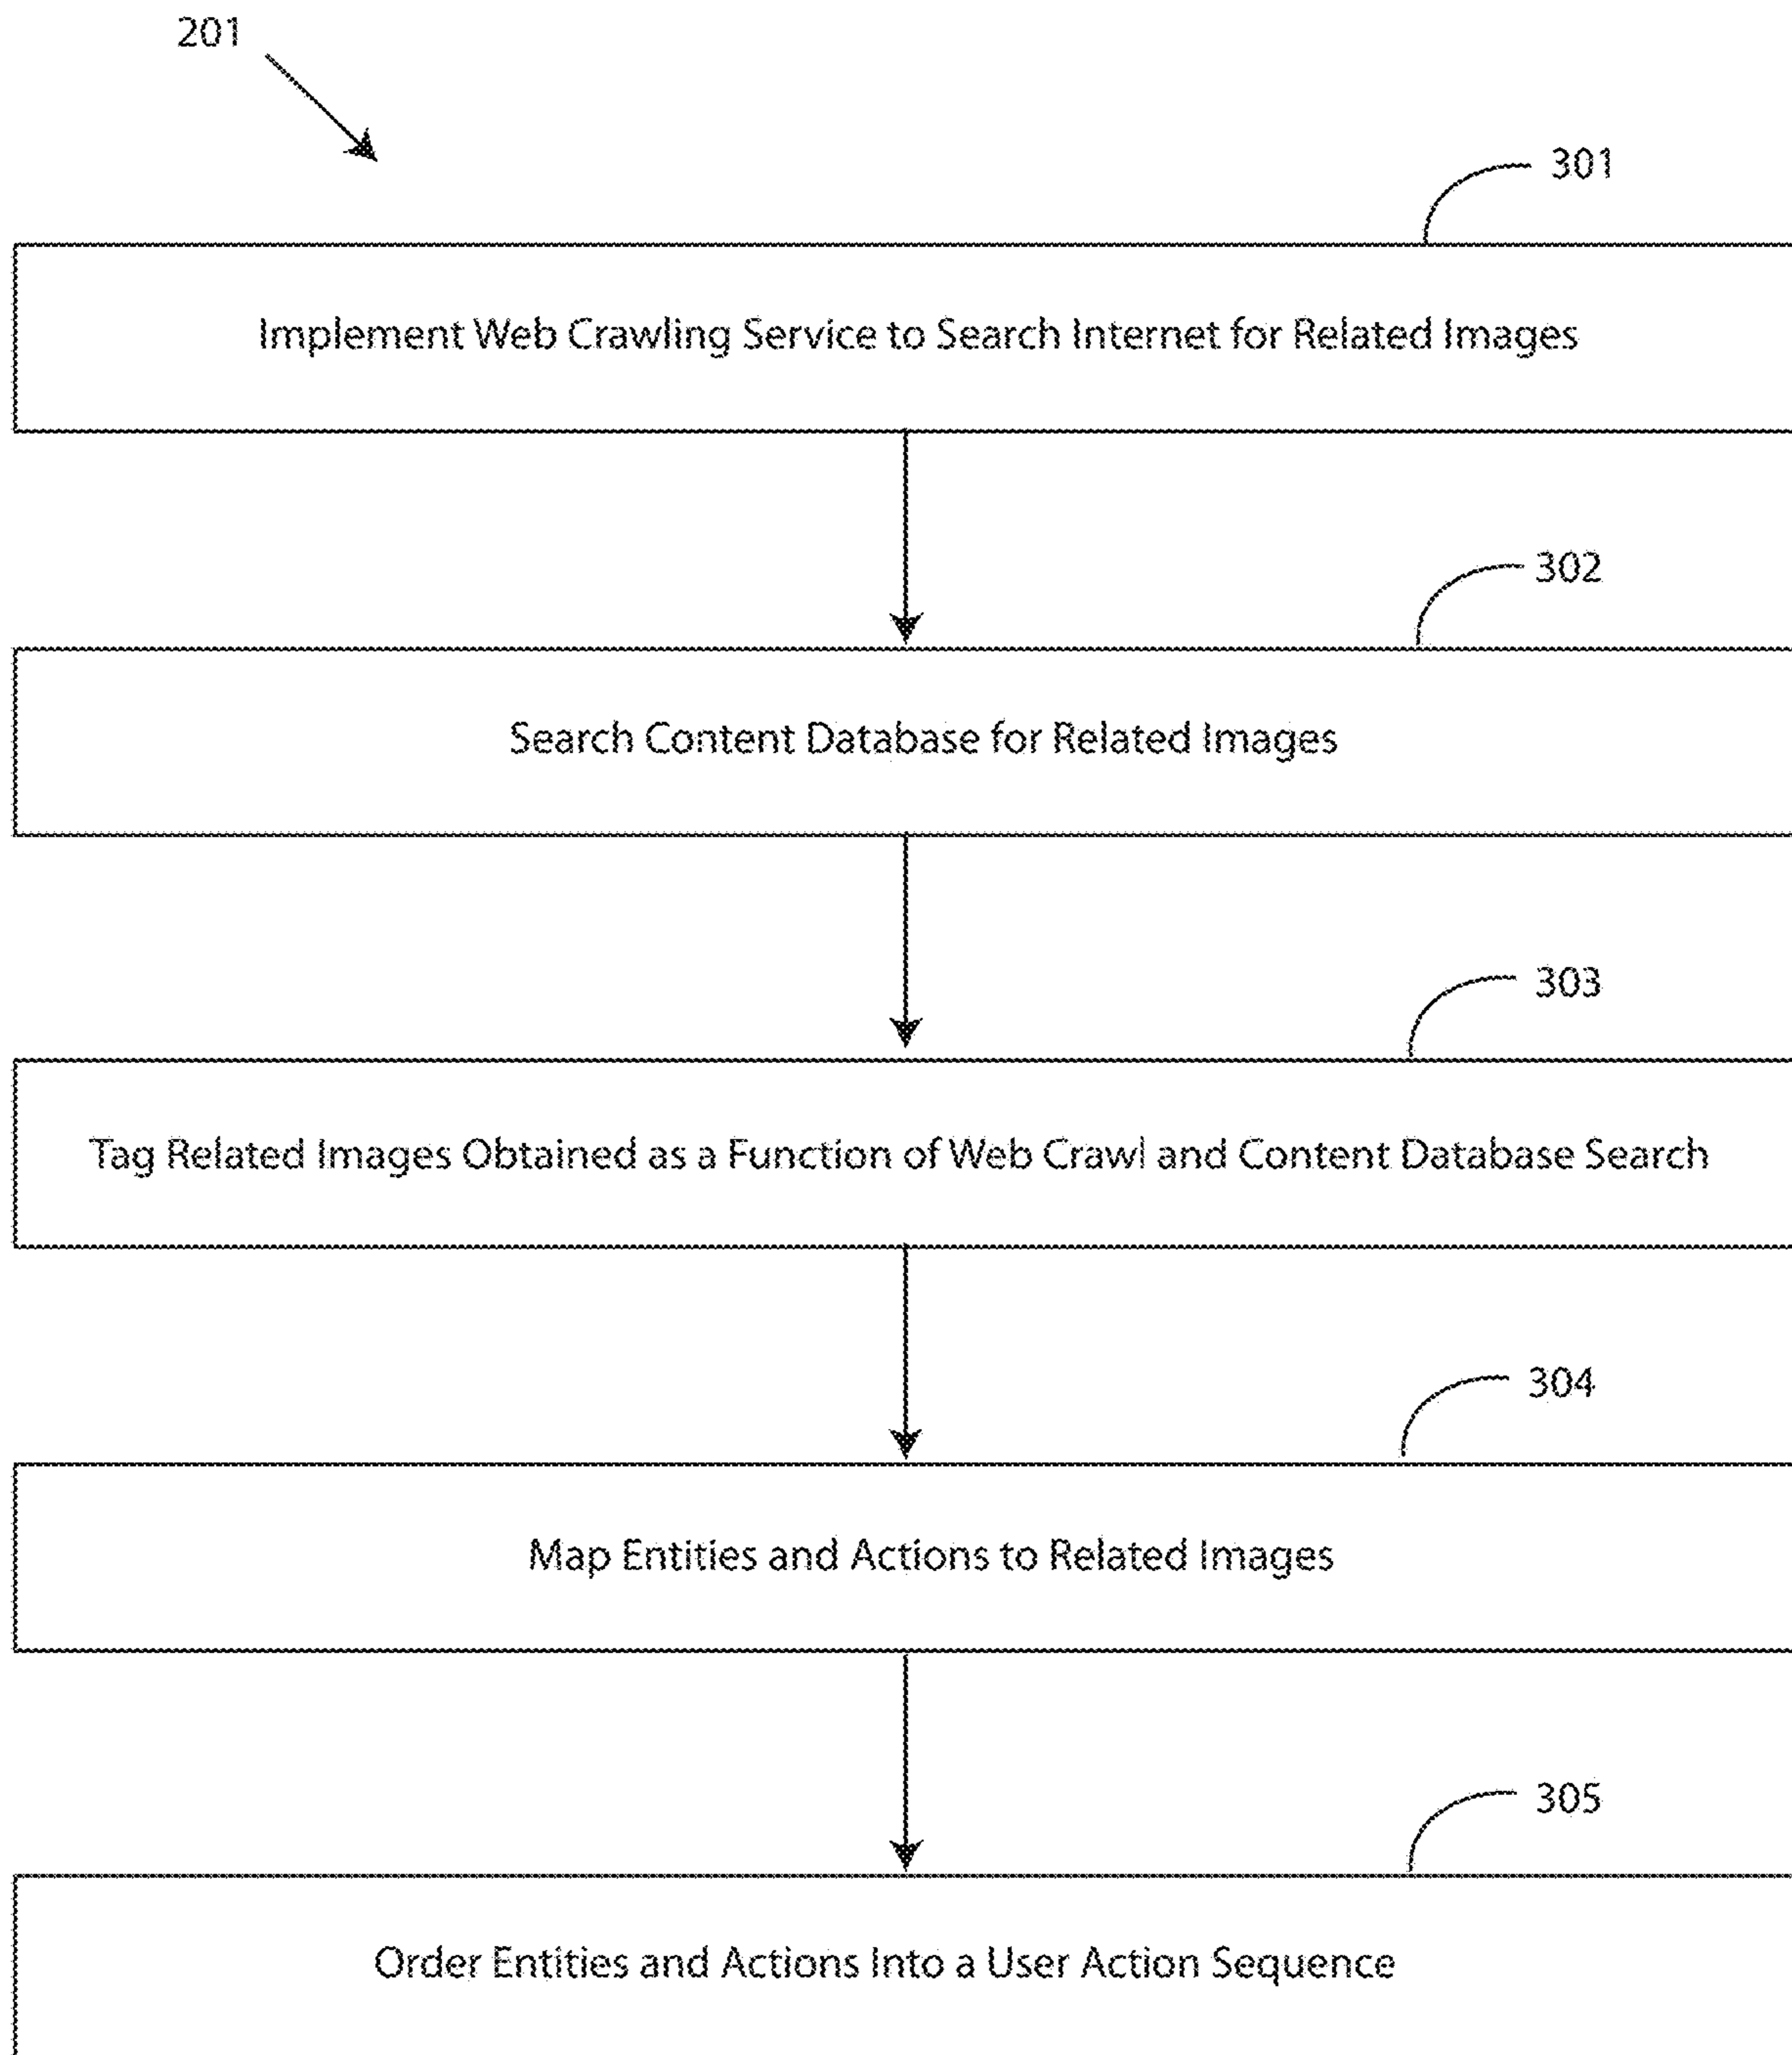 201
301
Implement Web Crawling Service to Search Internet for Related Images
302
Search Content Database for Related Images
303
Tag Related Images Obtained as a Function of Web Crawl and Content Database Search
304
Map Entities and Actions to Related Images
305
Order Entities and Actions Into a User Action Sequence